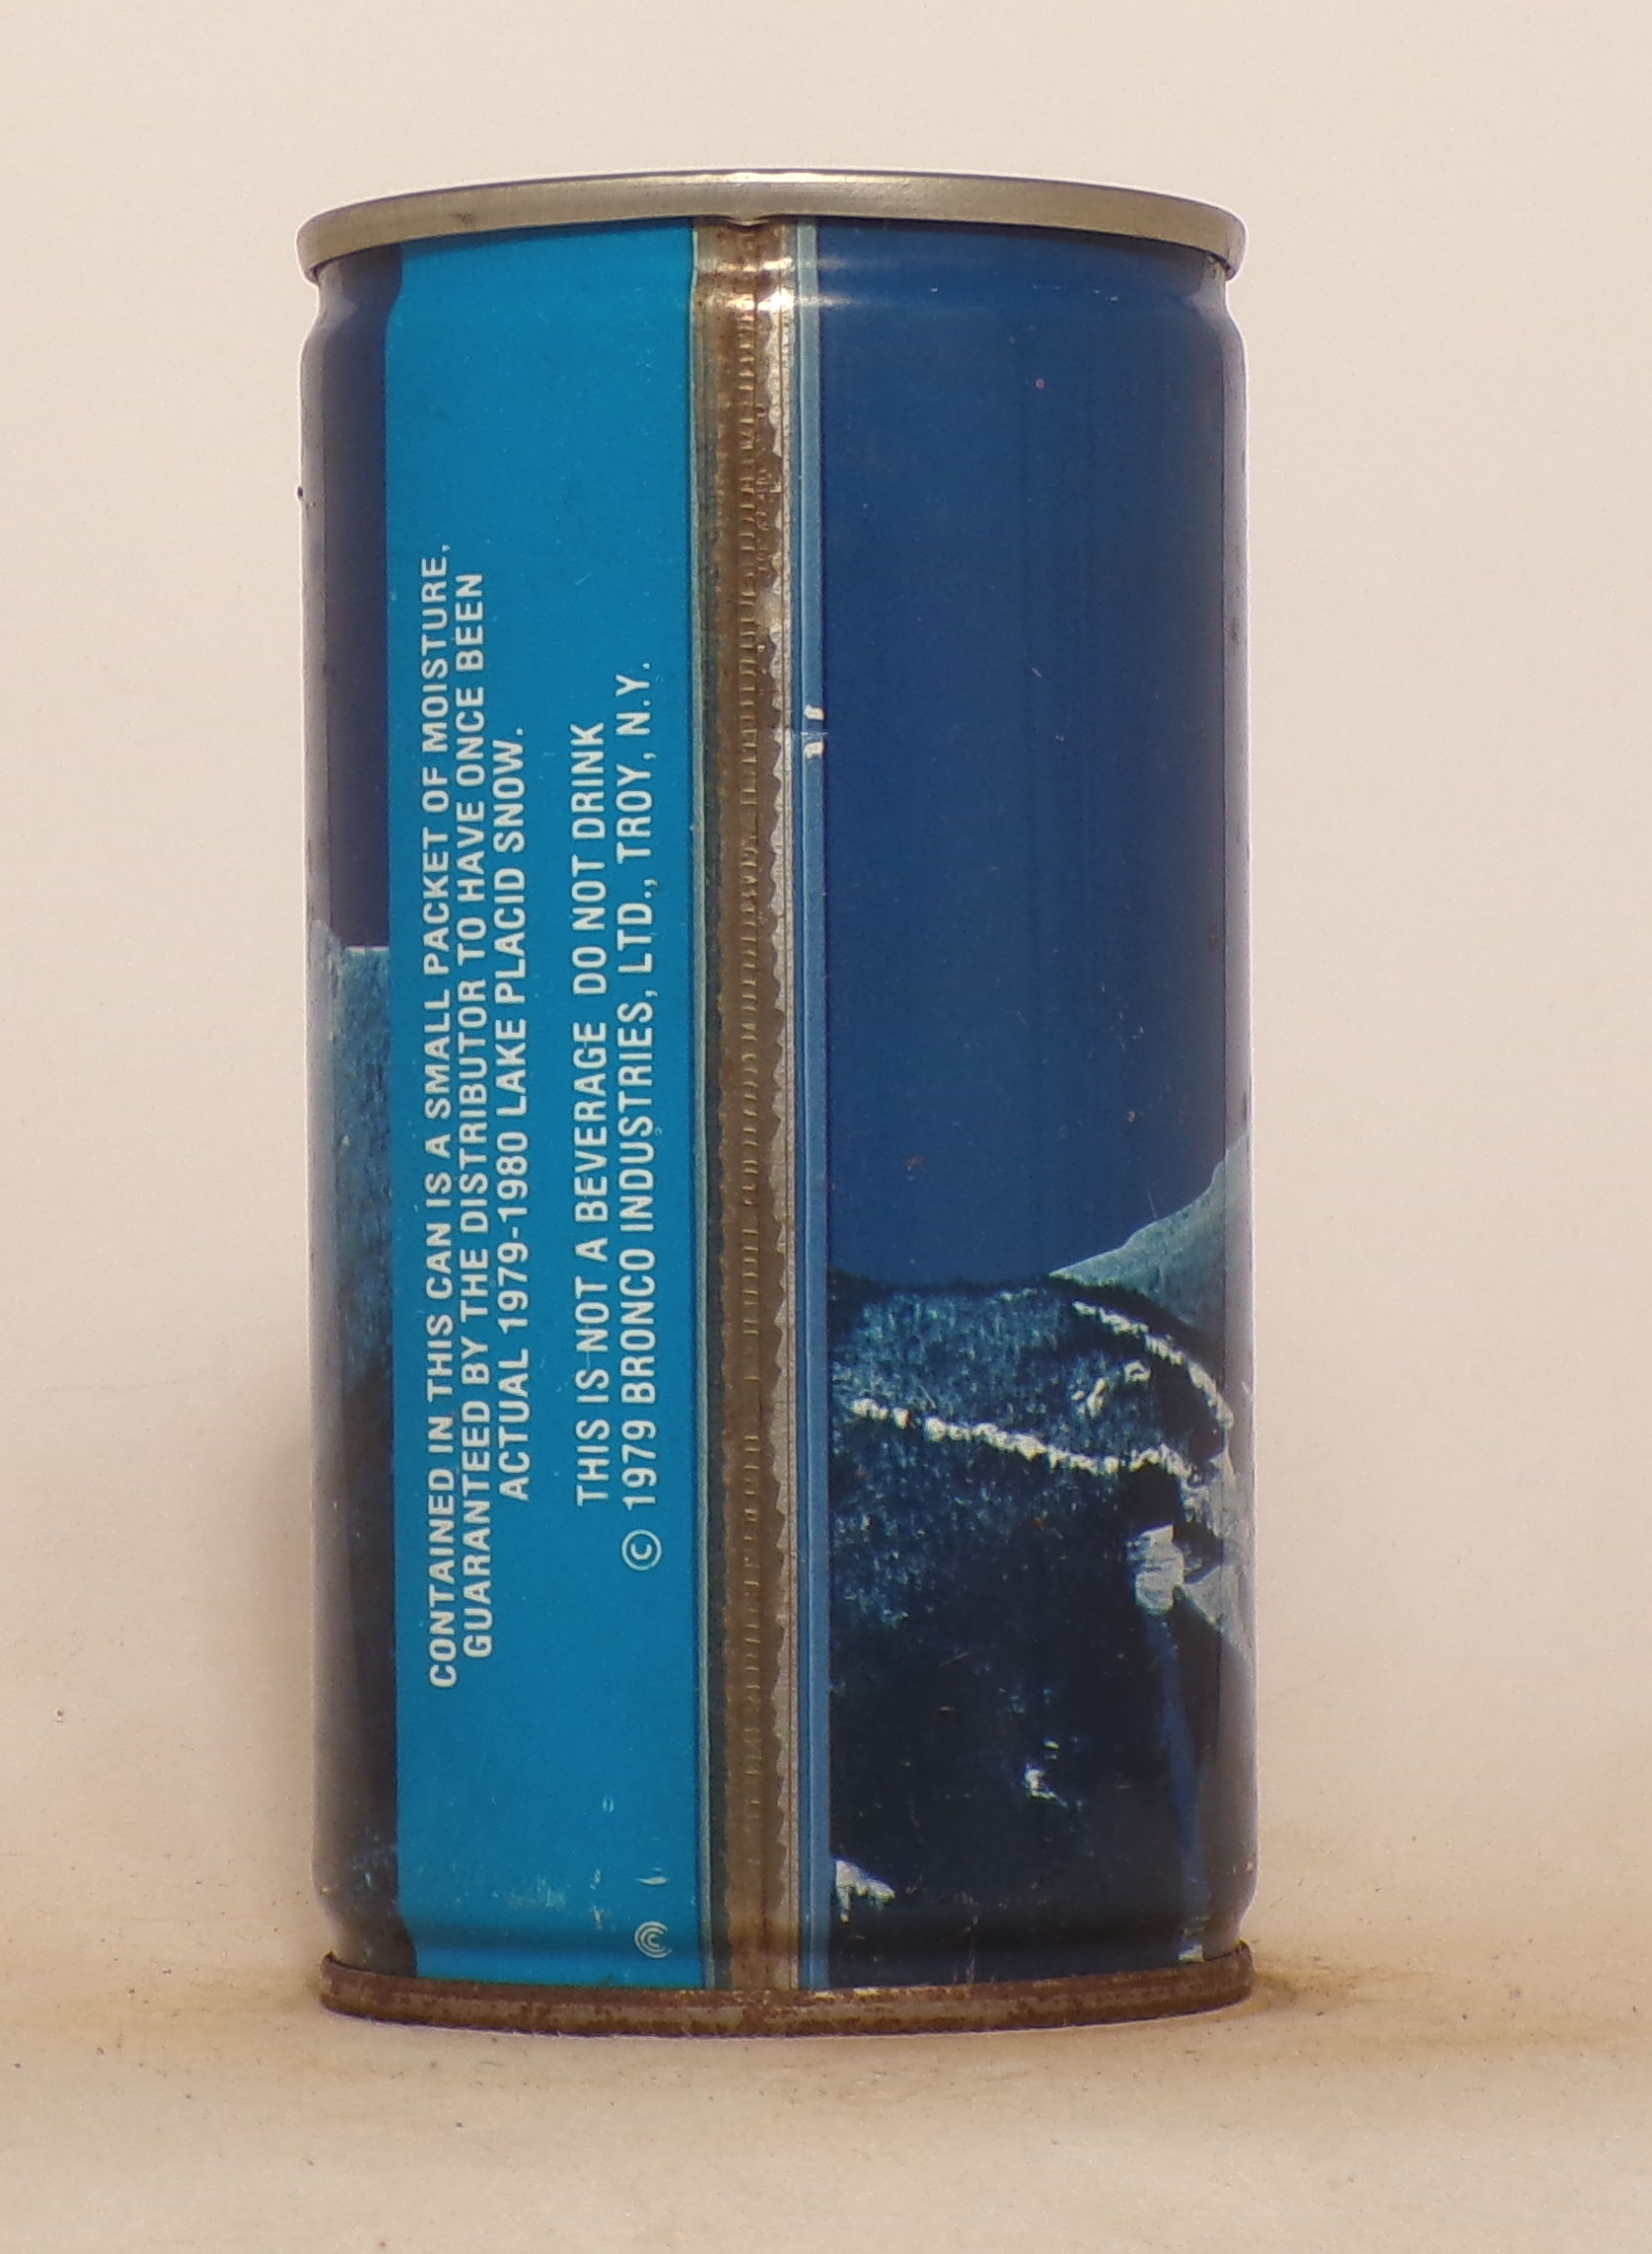 CONTAINED IN THIS CAN IS A SMALL PACKET OF MOISTURE,
GUARANTEED BY THE DISTRIBUTOR TO HAVE ONCE BEEN
ACTUAL 1979-1980 LAKE PLACID SNOW.
THIS IS NOT A BEVERAGE DO NOT DRINK
© 1979 BRONCO INDUSTRIES, LTD., TROY, N.Y.